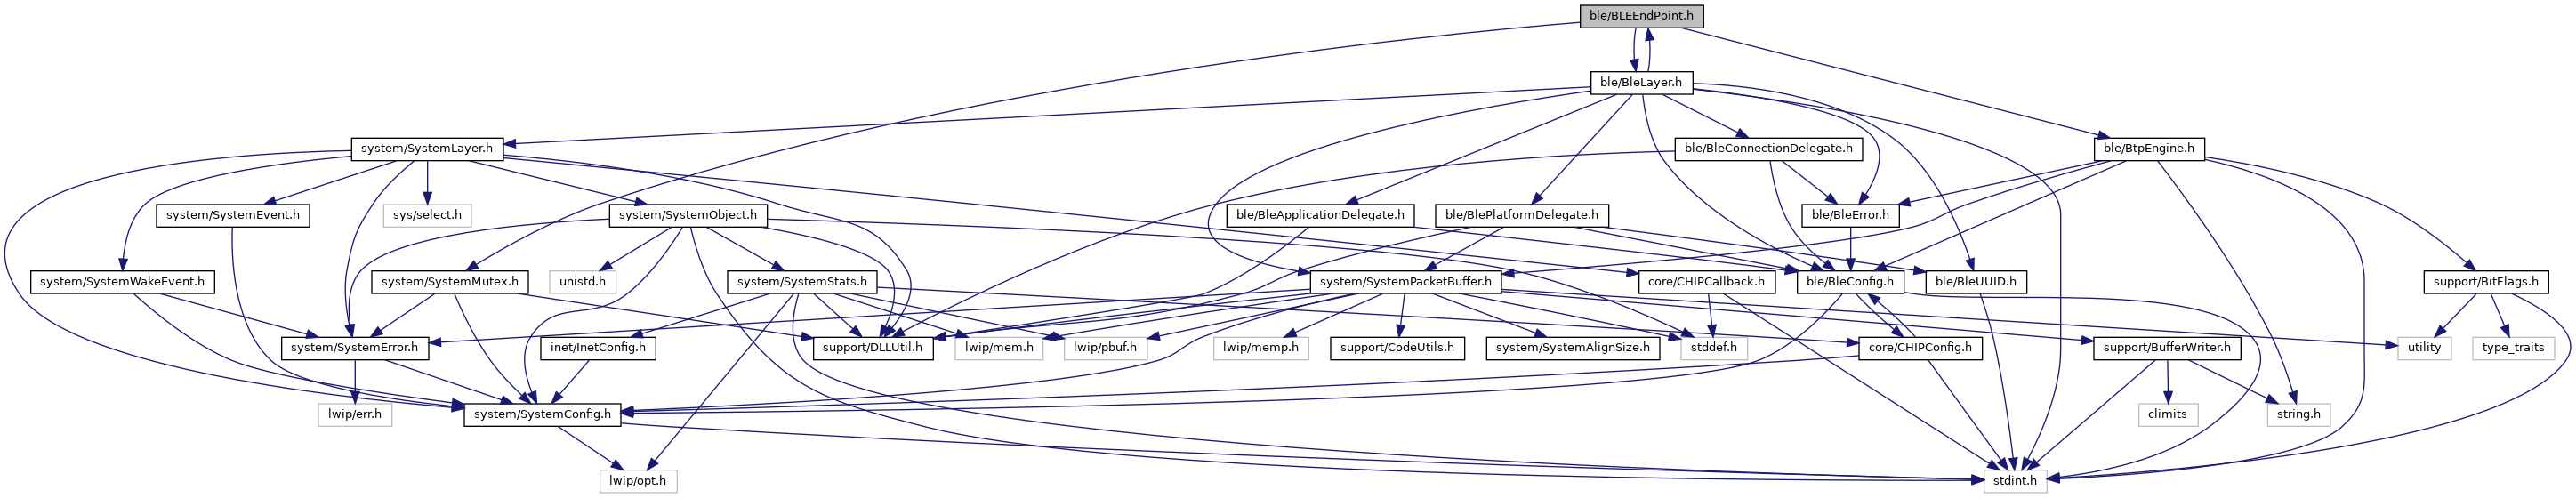 ble/BLEEndPoint.h
ble/BleLayer.h
system/SystemLayer.h
ble/BleConnectionDelegate.h
ble/BtpEngine.h
system/SystemEvent.h
sys/select.h
system/SystemObject.h
ble/BleApplicationDelegate.h
ble/BlePlatformDelegate.h
ble/BleError.h
system/SystemWakeEvent.h
system/SystemMutex.h
unistd.h
system/SystemStats.h
system/SystemPacketBuffer.h
core/CHIPCallback.h
ble/BleConfig.h
ble/BleUUID.h
support/BitFlags.h
system/SystemError.h
inet/InetConfig.h
support/DLLUtil.h
lwip/mem.h
lwip/pbuf.h
lwip/memp.h
support/CodeUtils.h
system/SystemAlignSize.h
stddef.h
core/CHIPConfig.h
support/BufferWriter.h
utility
type_traits
lwip/err.h
system/SystemConfig.h
climits
string.h
lwip/opt.h
stdint.h